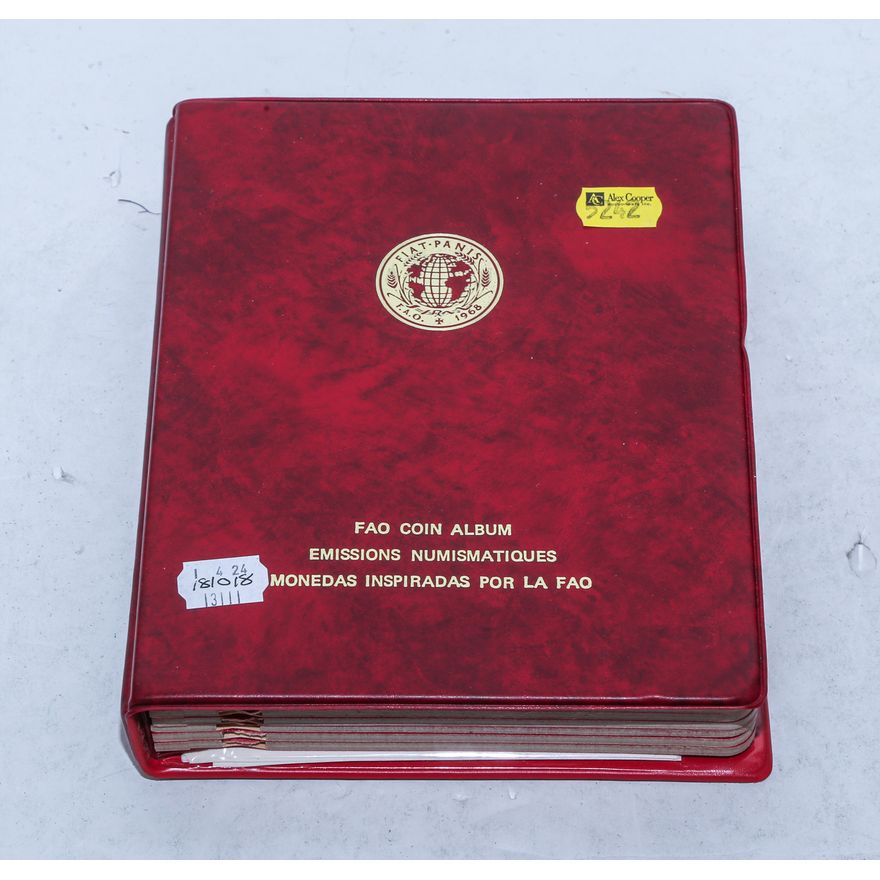 Alex Cooper
5242
FIAT·PANIS
F.A.O. 1968
FAO COIN ALBUM
EMISSIONS NUMISMATIQUES
MONEDAS INSPIRADAS POR LA FAO
1 4 24
181018
13111